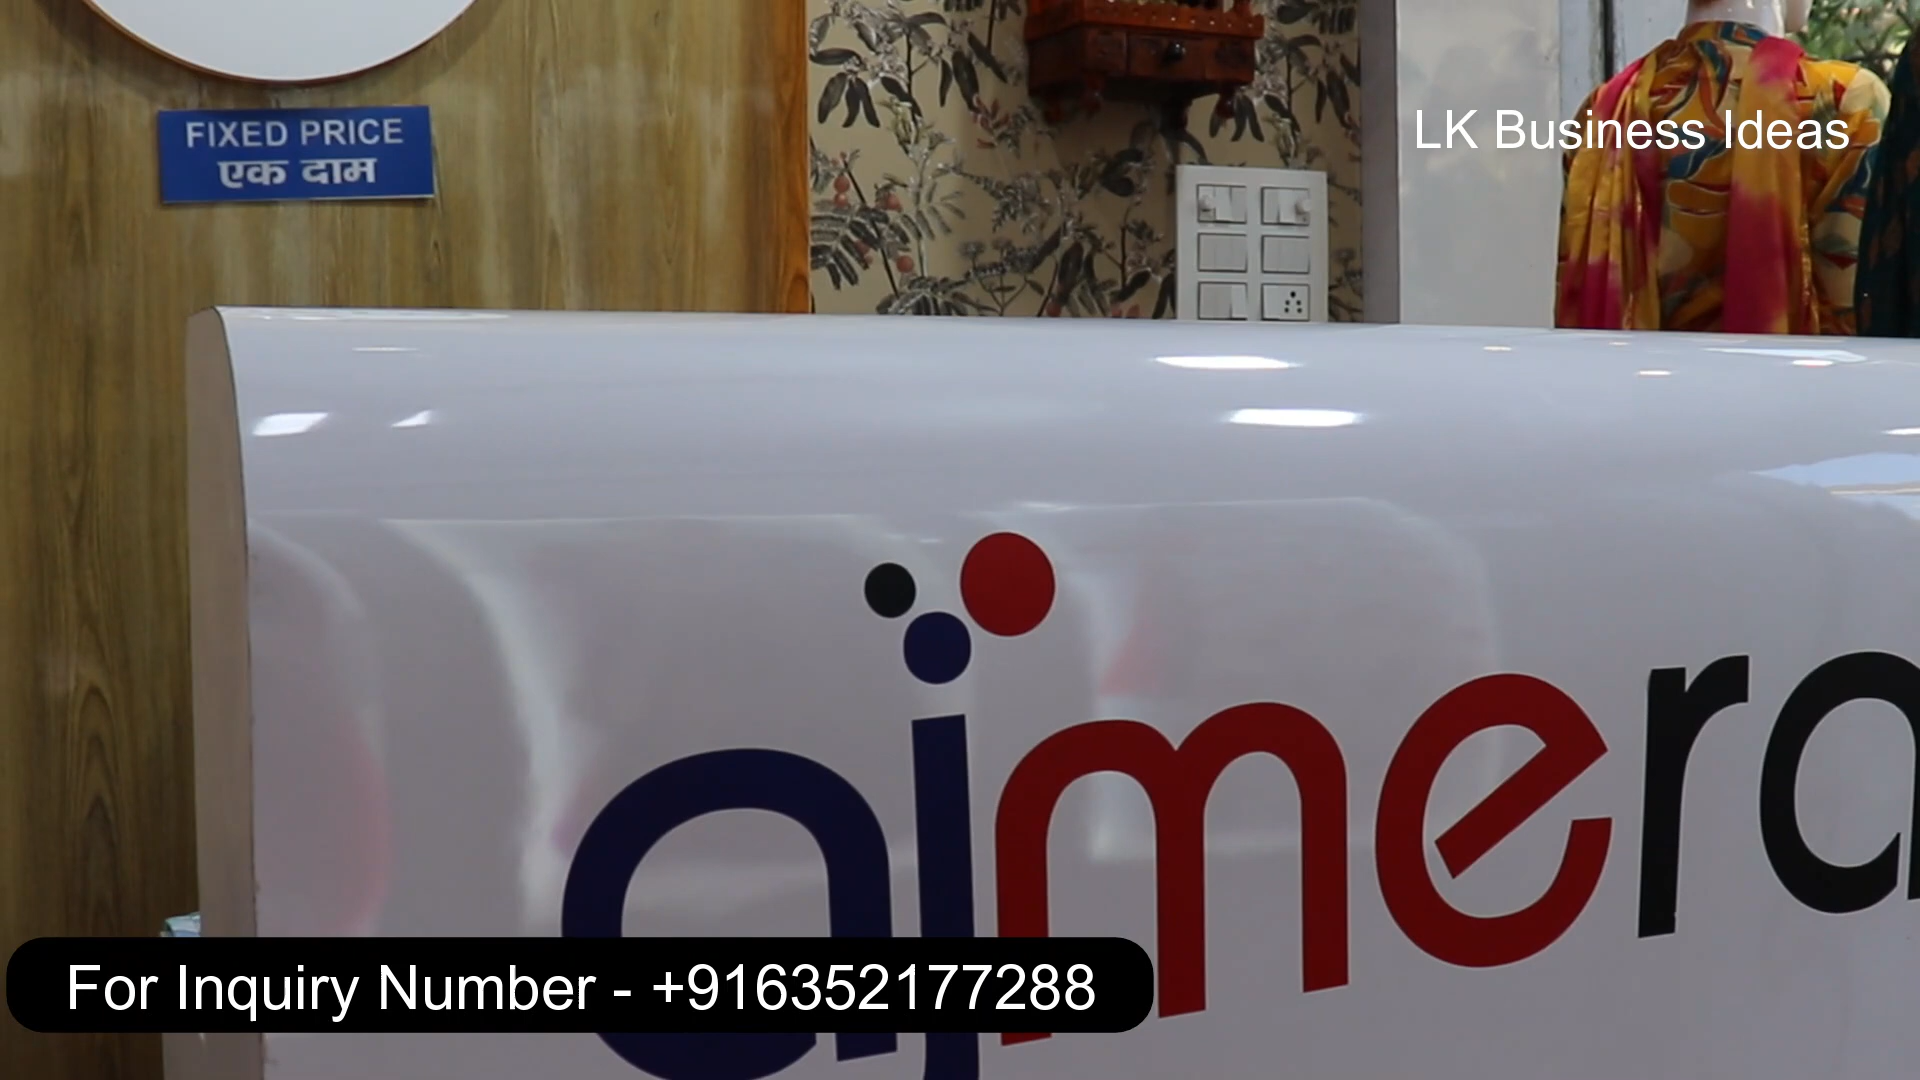 LK Business Ideas
FIXED PRICE
एक दाम
ajmera
For Inquiry Number - +916352177288